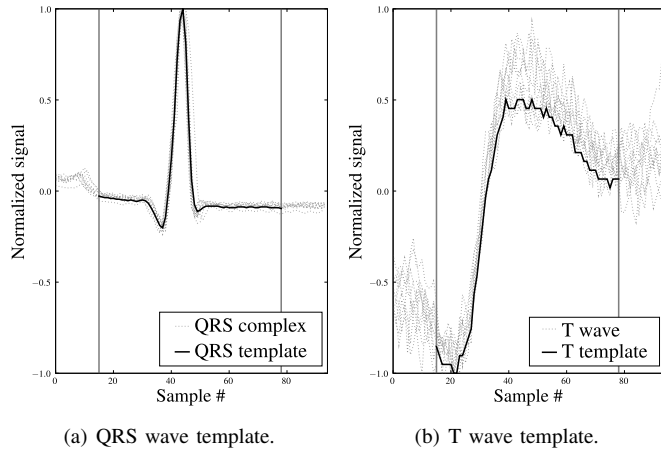 1.0
0.5
0.0
−0.5
−1.0
Normalized signal
0 20 40 60 80
Sample #
QRS complex
QRS template
(a) QRS wave template.
1.0
0.5
0.0
−0.5
−1.0
Normalized signal
0 20 40 60 80
Sample #
T wave
T template
(b) T wave template.